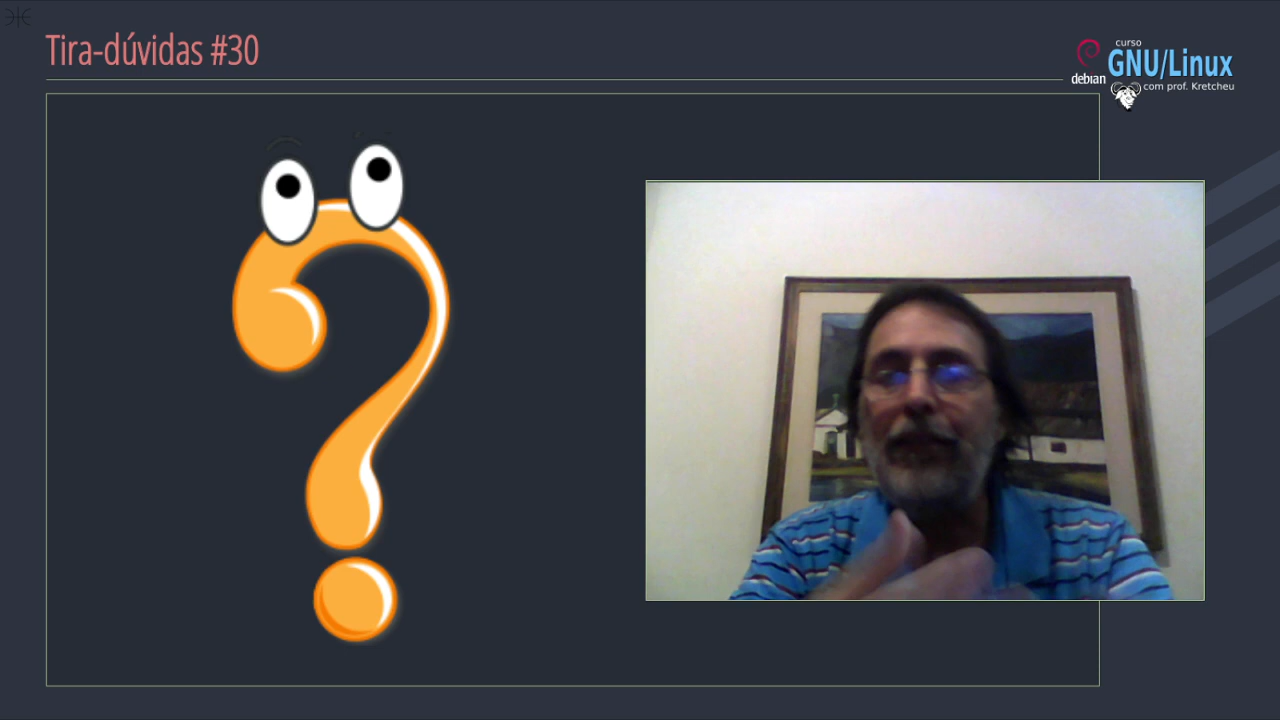 Tira-dúvidas #30
curso
GNU/Linux
debian
com prof. Kretcheu